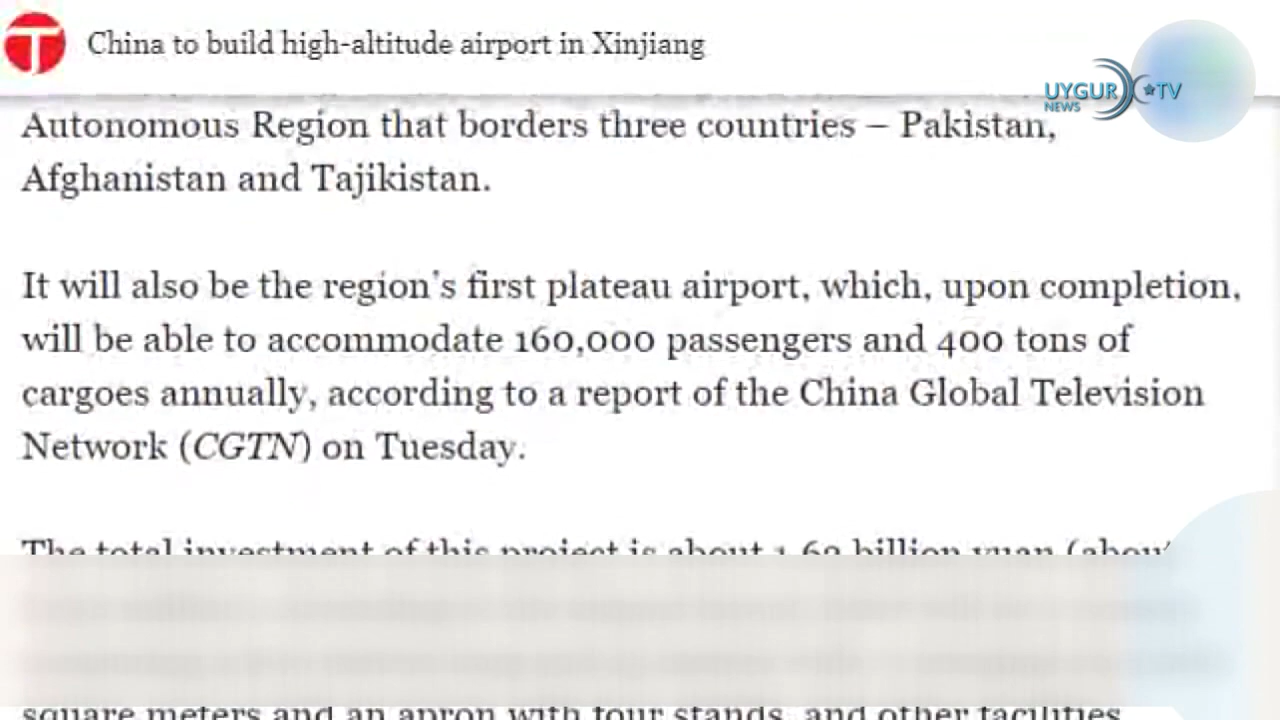 T
China to build high-altitude airport in Xinjiang
UYGUR TV
NEWS
Autonomous Region that borders three countries – Pakistan,
Afghanistan and Tajikistan.
It will also be the region's first plateau airport, which, upon completion,
will be able to accommodate 160,000 passengers and 400 tons of
cargoes annually, according to a report of the China Global Television
Network (CGTN) on Tuesday.
The total investment of this project is about billion yuan (about
square meters and an apron with four stands, and other facilities